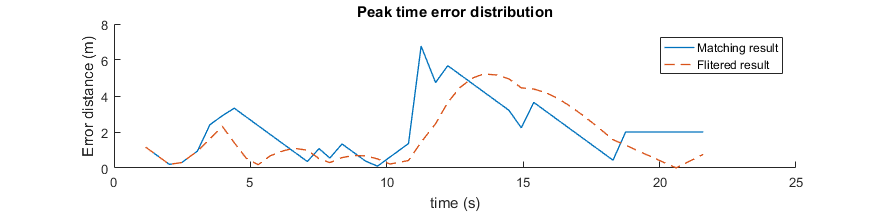 Peak time error distribution
Error distance (m)
8
6
4
2
0
Matching result
Flitered result
0
5
10
15
20
25
time (s)